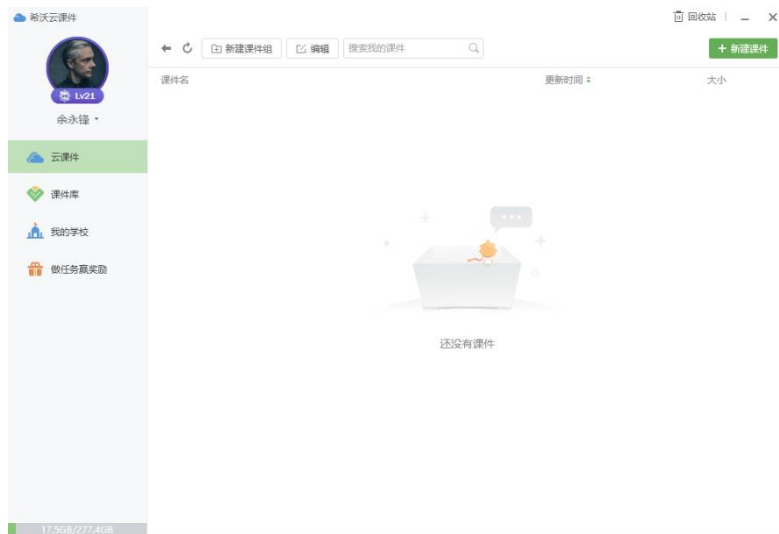 希沃云课件
回收站
Lv21
余永锋
新建课件组 编辑 搜索我的课件
+ 新建课件
课件名 更新时间 大小
云课件
课件库
我的学校
做任务赢奖励
还没有课件
17.5GB/277.4GB